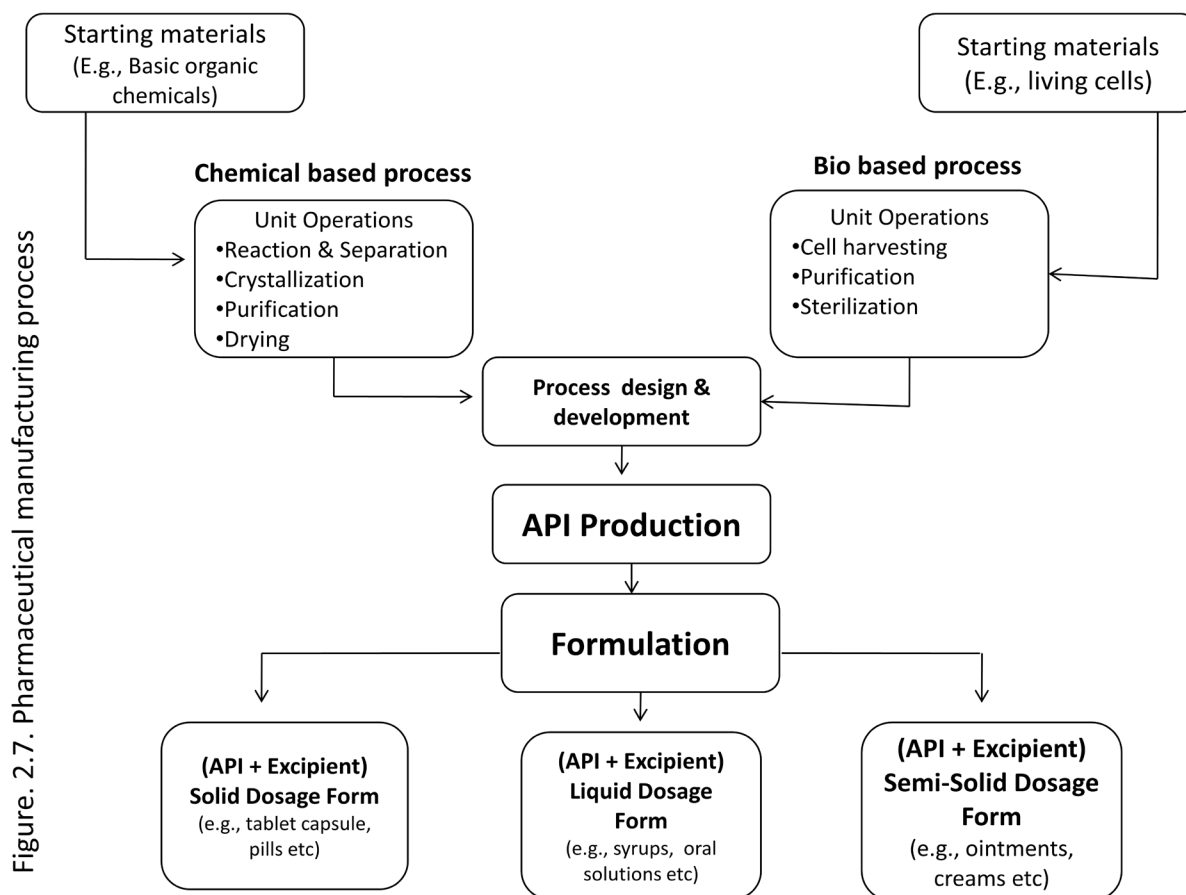 Starting materials
(E.g., Basic organic
chemicals)
Starting materials
(E.g., living cells)
Chemical based process
Unit Operations
•Reaction & Separation
•Crystallization
•Purification
•Drying
Bio based process
Unit Operations
•Cell harvesting
•Purification
•Sterilization
Process design &
development
API Production
Formulation
(API + Excipient)
Solid Dosage Form
(e.g., tablet capsule,
pills etc)
(API + Excipient)
Liquid Dosage
Form
(e.g., syrups, oral
solutions etc)
(API + Excipient)
Semi-Solid Dosage
Form
(e.g., ointments,
creams etc)
Figure. 2.7. Pharmaceutical manufacturing process